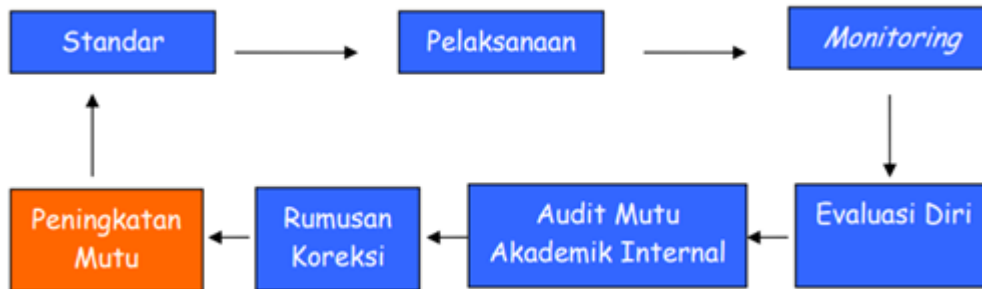 Standar
Pelaksanaan
Monitoring
Peningkatan
Mutu
Rumusan
Koreksi
Audit Mutu
Akademik Internal
Evaluasi Diri